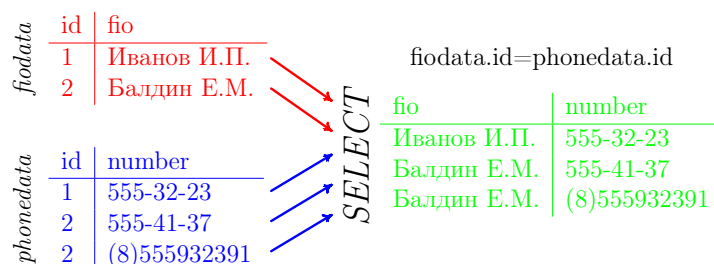 fiodata
id fio
1 Иванов И.П.
2 Балдин Е.М.
phonedata
id number
1 555-32-23
2 555-41-37
2 (8)555932391
SELECT
fiodata.id=phonedata.id
fio number
Иванов И.П. 555-32-23
Балдин Е.М. 555-41-37
Балдин Е.М. (8)555932391